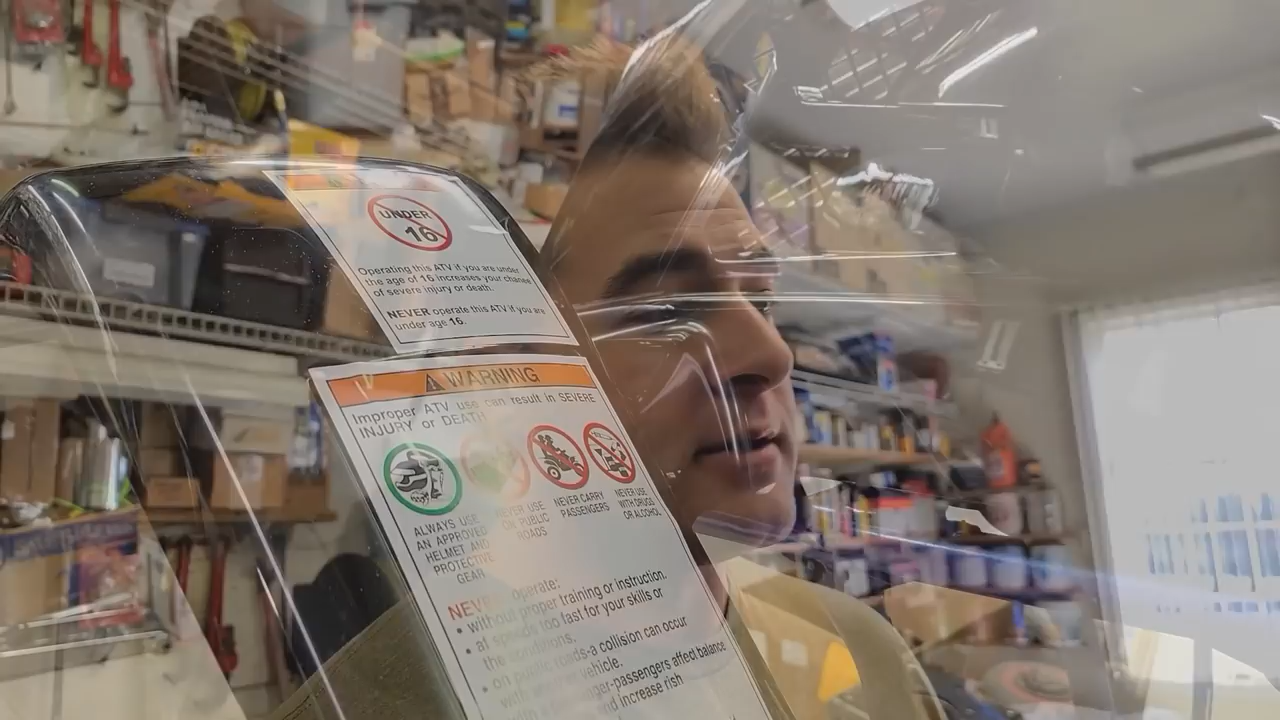 UNDER
16
Operating this ATV if you are under
the age of 16 increases your chance
of severe injury or death.
NEVER operate this ATV if you are
under age 16.
WARNING
Improper ATV use can result in SEVERE
INJURY or DEATH
ALWAYS USE
AN APPROVED
HELMET AND
PROTECTIVE
GEAR
NEVER USE
ON PUBLIC
ROADS
NEVER CARRY
PASSENGERS
NEVER USE
WITH DRUGS
OR ALCOHOL
operate:
• without proper training or instruction.
• at speeds too fast for your skills or
the conditions.
• on public roads-a collision can occur
with vehicle.
-passengers affect balance
and increase rish